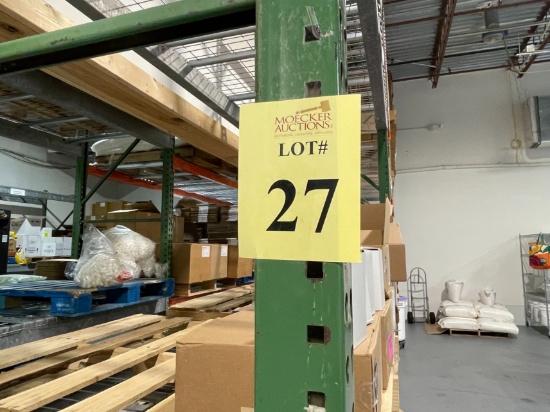 MOECKER
AUCTIONS
LOT#
27